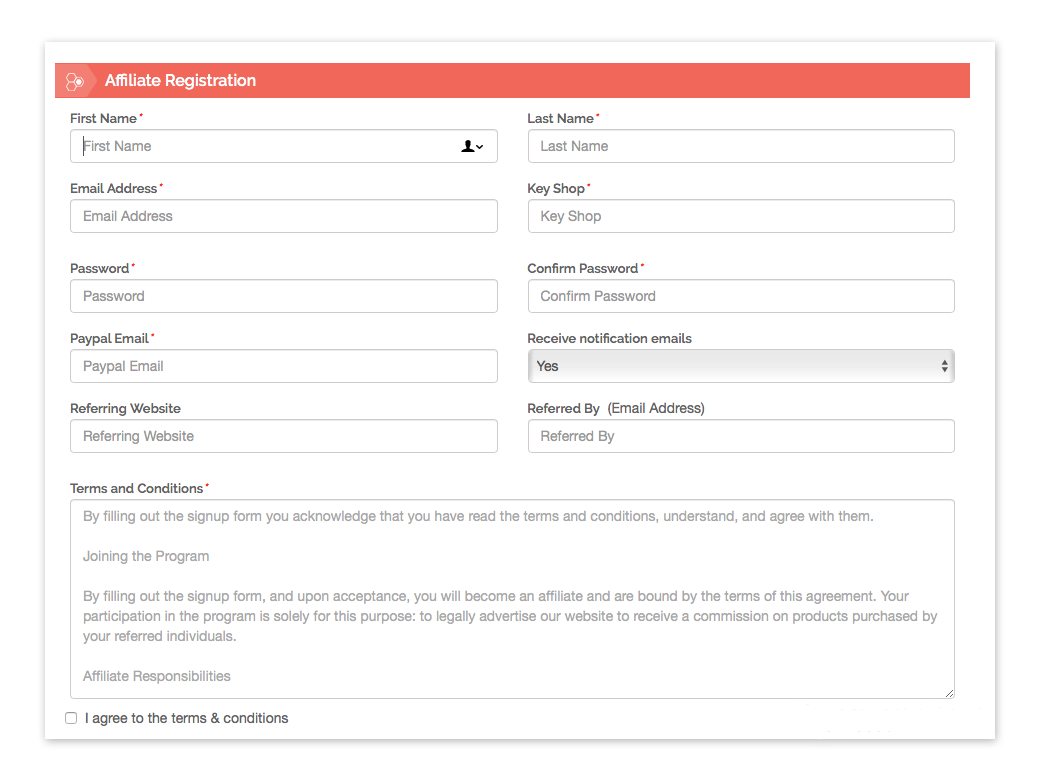 Affiliate Registration
First Name*
Last Name*
First Name
Last Name
Email Address*
Key Shop*
Email Address
Key Shop
Password*
Confirm Password*
Password
Confirm Password
Paypal Email*
Receive notification emails
Paypal Email
Yes
Referring Website
Referred By (Email Address)
Referring Website
Referred By
Terms and Conditions*
By filling out the signup form you acknowledge that you have read the terms and conditions, understand, and agree with them.
Joining the Program
By filling out the signup form, and upon acceptance, you will become an affiliate and are bound by the terms of this agreement. Your
participation in the program is solely for this purpose: to legally advertise our website to receive a commission on products purchased by
your referred individuals.
Affiliate Responsibilities
I agree to the terms & conditions